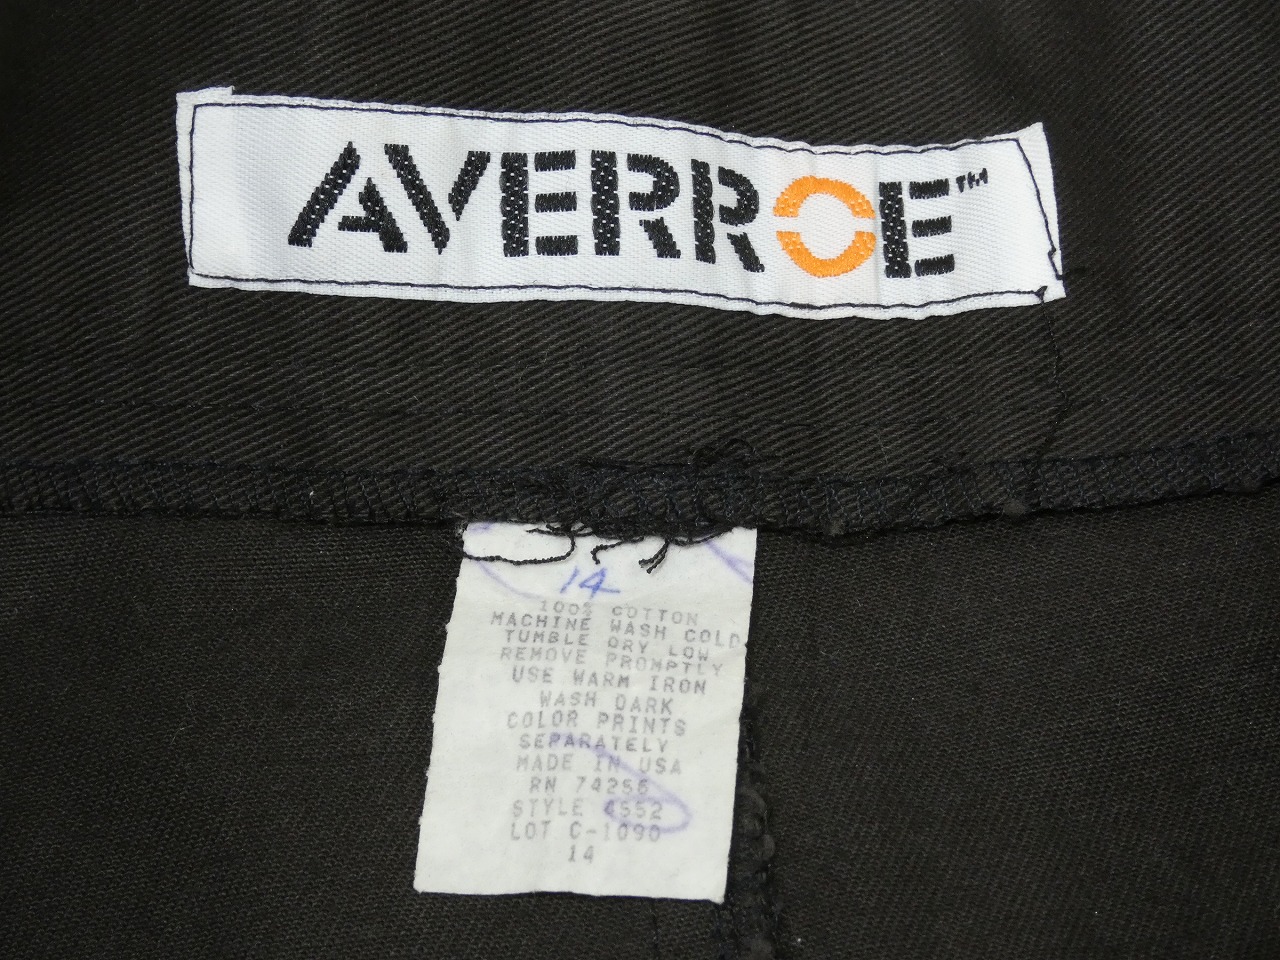 AVERROE™
14
100% COTTON
MACHINE WASH COLD
TUMBLE DRY LOW
REMOVE PROMPTLY
USE WARM IRON
WASH DARK
COLOR PRINTS
SEPARATELY
MADE IN USA
RN 74256
STYLE 4552
LOT C-1090
14